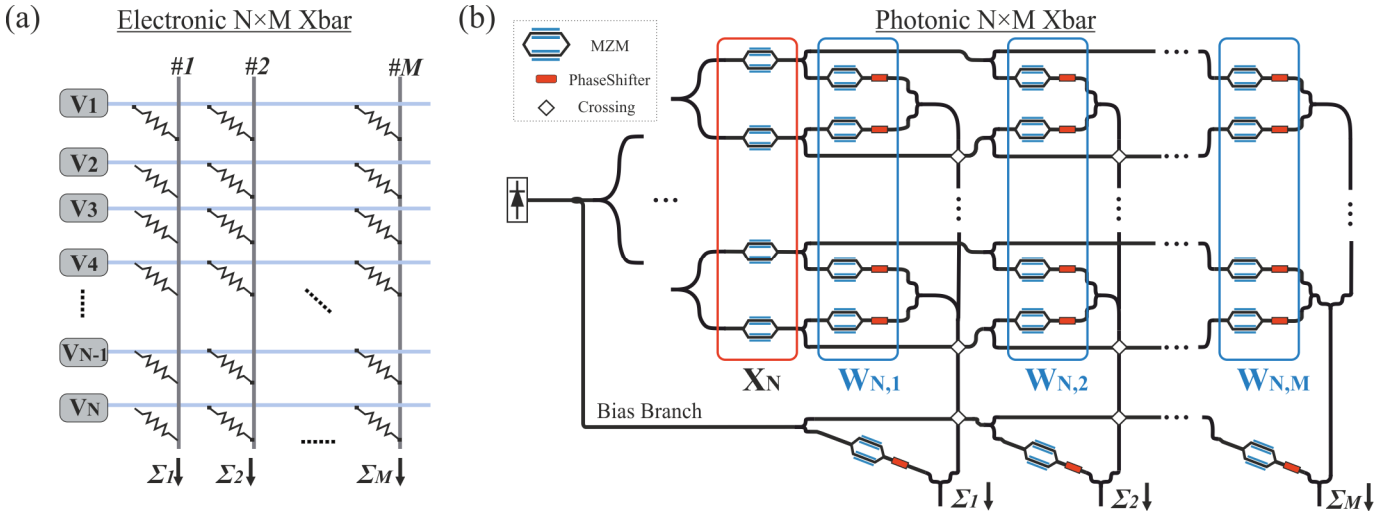 (a)
Electronic N×M Xbar
#1 #2 #M
V1
V2
V3
V4
VN-1
VN
Σ1 Σ2 ΣM
(b)
Photonic N×M Xbar
MZM
PhaseShifter
Crossing
XN WN,1 WN,2 WN,M
Bias Branch
Σ1 Σ2 ΣM